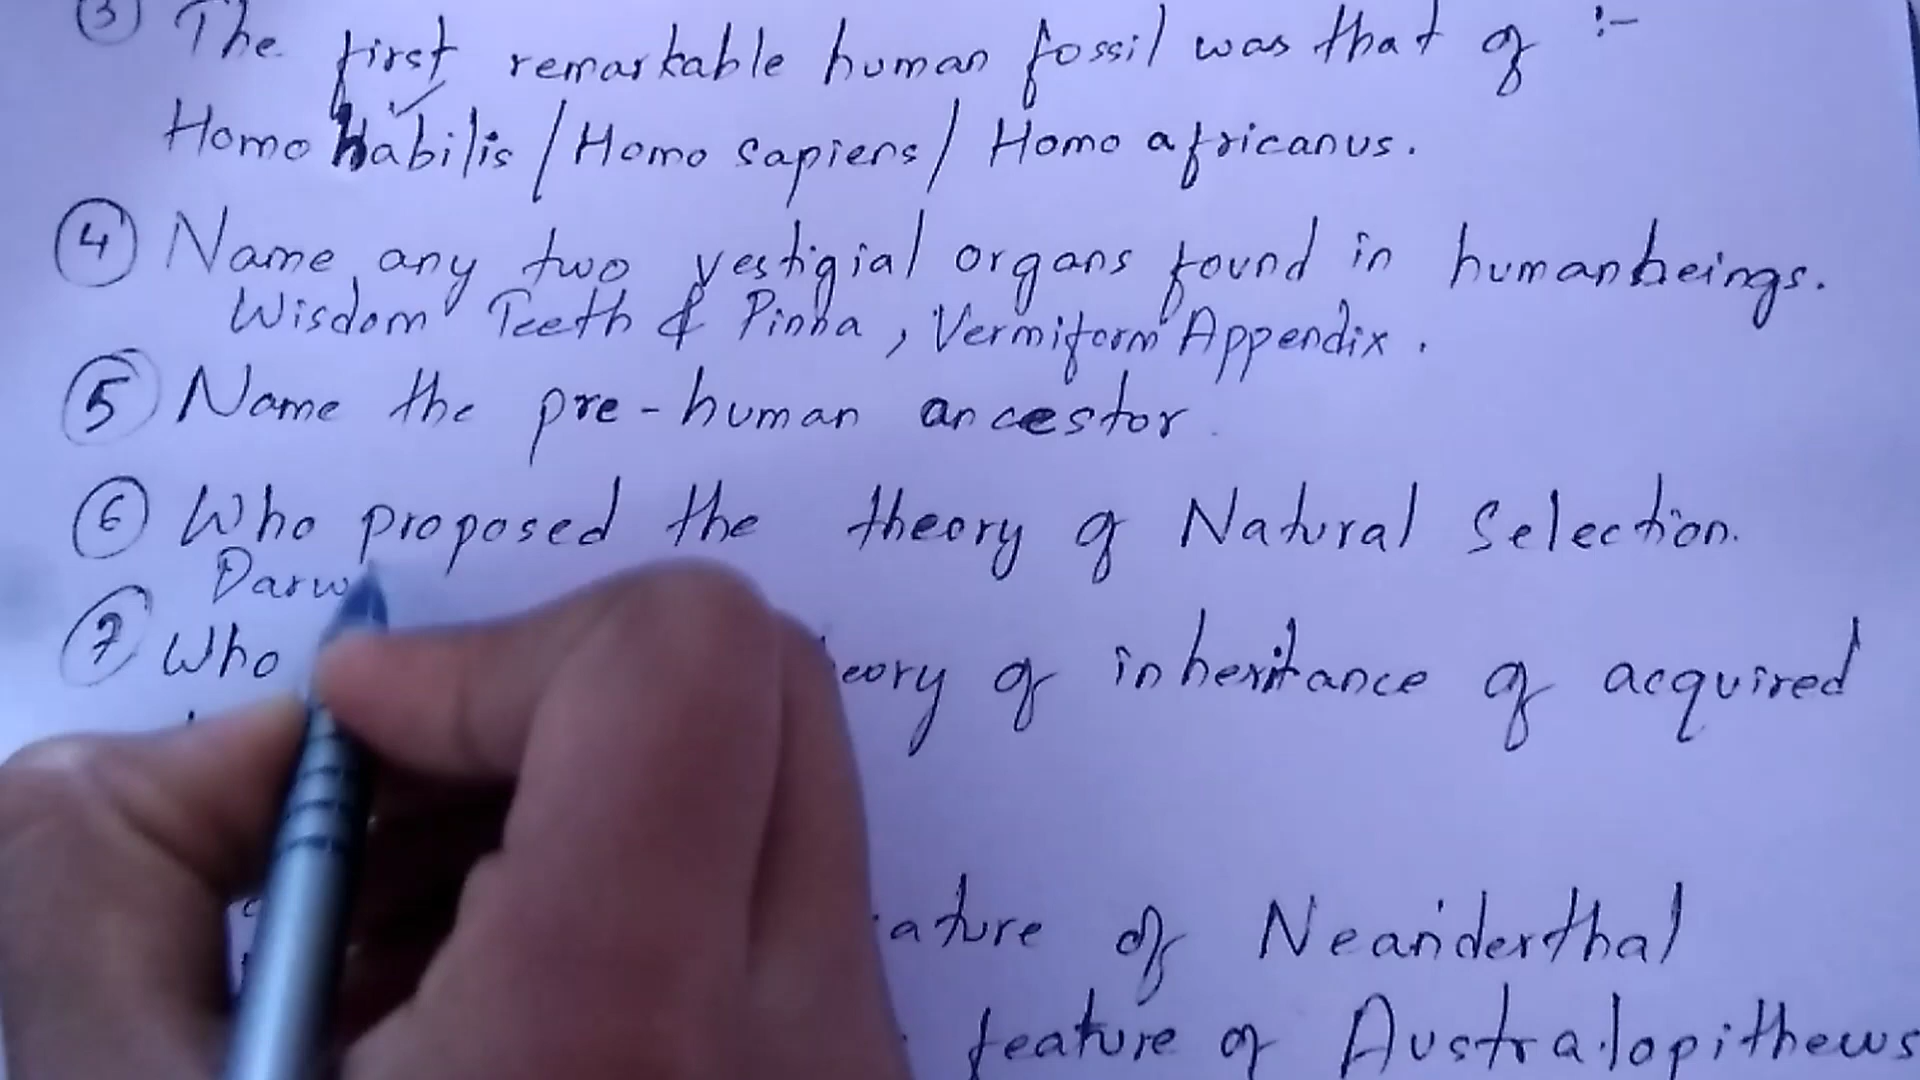 ③ The first remarkable human fossil was that of :-
Homo habilis / Homo sapiens / Homo africanus.
④ Name any two vestigial organs found in humanbeings.
Wisdom Teeth & Pinna, Vermiform Appendix.
⑤ Name the pre-human ancestor.
⑥ Who proposed the theory of Natural Selection.
Darw
⑦ Who eory of inheritance of acquired
ature of Neanderthal
feature of Australopithews